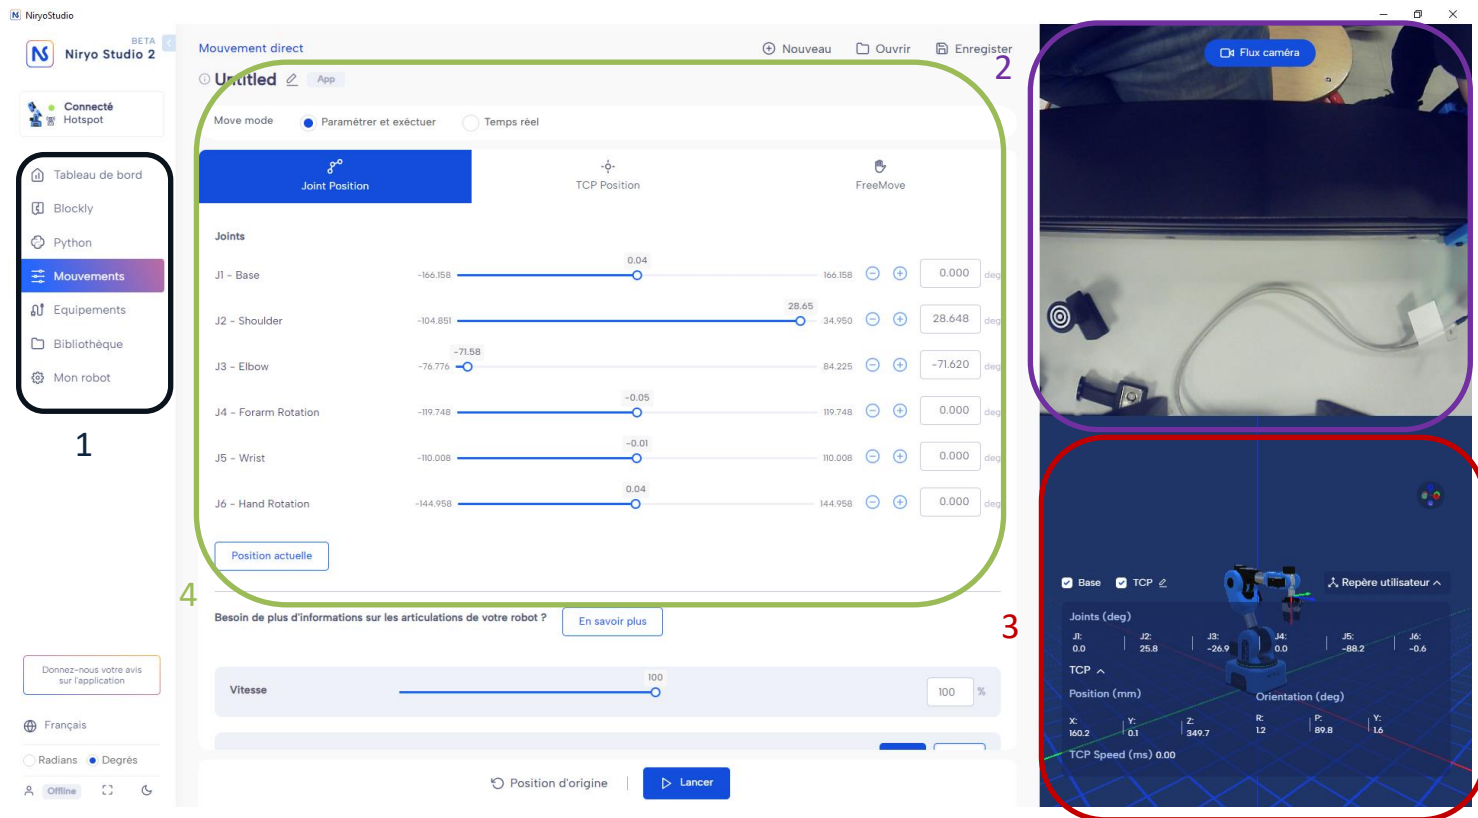 NiryoStudio
BETA
Niryo Studio 2
Connecté
Hotspot
Tableau de bord
Blockly
Python
Mouvements
Equipements
Bibliothèque
Mon robot
1
Donnez-nous votre avis
sur l'application
Français
Radians Degrés
Offline
Mouvement direct
Nouveau Ouvrir Enregister
2
Untitled App
Move mode Paramétrer et exéctuer Temps réel
Joint Position TCP Position FreeMove
Joints
J1 - Base -166.158 0.04 166.158 0.000 deg
J2 - Shoulder -104.851 28.65 34.950 28.648 deg
J3 - Elbow -76.776 -71.58 84.225 -71.620 deg
J4 - Forarm Rotation -119.748 -0.05 119.748 0.000 deg
J5 - Wrist -110.008 -0.01 110.008 0.000 deg
J6 - Hand Rotation -144.958 0.04 144.958 0.000 deg
Position actuelle
4
Besoin de plus d'informations sur les articulations de votre robot ? En savoir plus
Vitesse 100 100 %
Position d'origine Lancer
Flux caméra
3
Base TCP Repère utilisateur
Joints (deg)
J1: J2: J3: J4: J5: J6:
0.0 25.8 -26.9 0.0 -88.2 -0.6
TCP
Position (mm) Orientation (deg)
X: Y: Z: R: P: Y:
160.2 0.1 349.7 1.2 89.8 1.6
TCP Speed (ms) 0.00